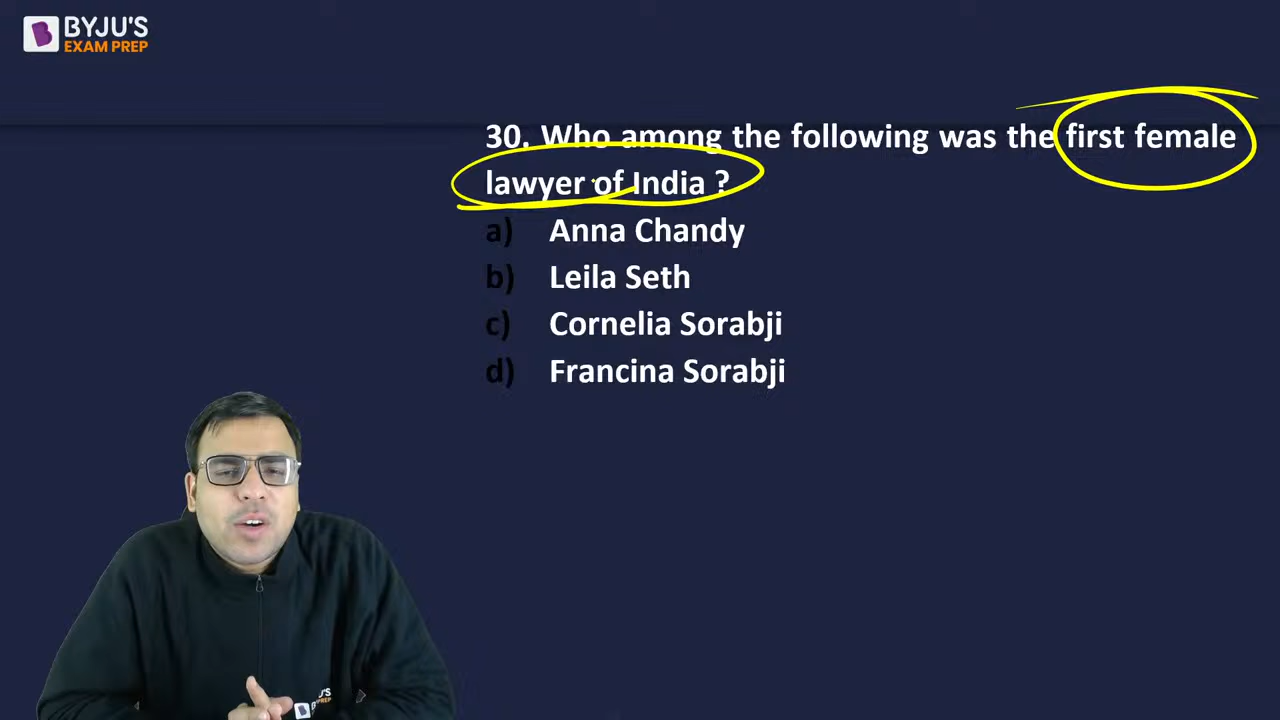 BYJU'S
EXAM PREP
30. Who among the following was the first female
lawyer of India ?
a) Anna Chandy
b) Leila Seth
c) Cornelia Sorabji
d) Francina Sorabji